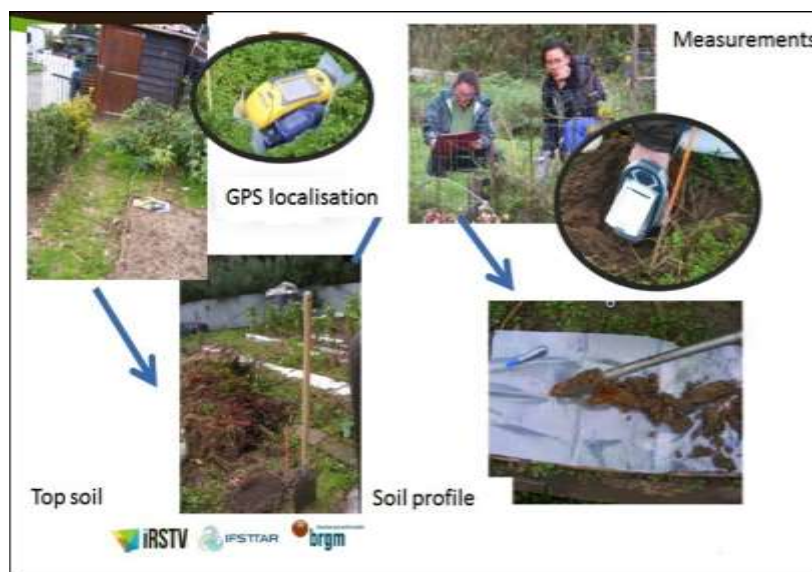 Measurements
GPS localisation
Top soil
Soil profile
iRSTV
IFSTTAR
brgm